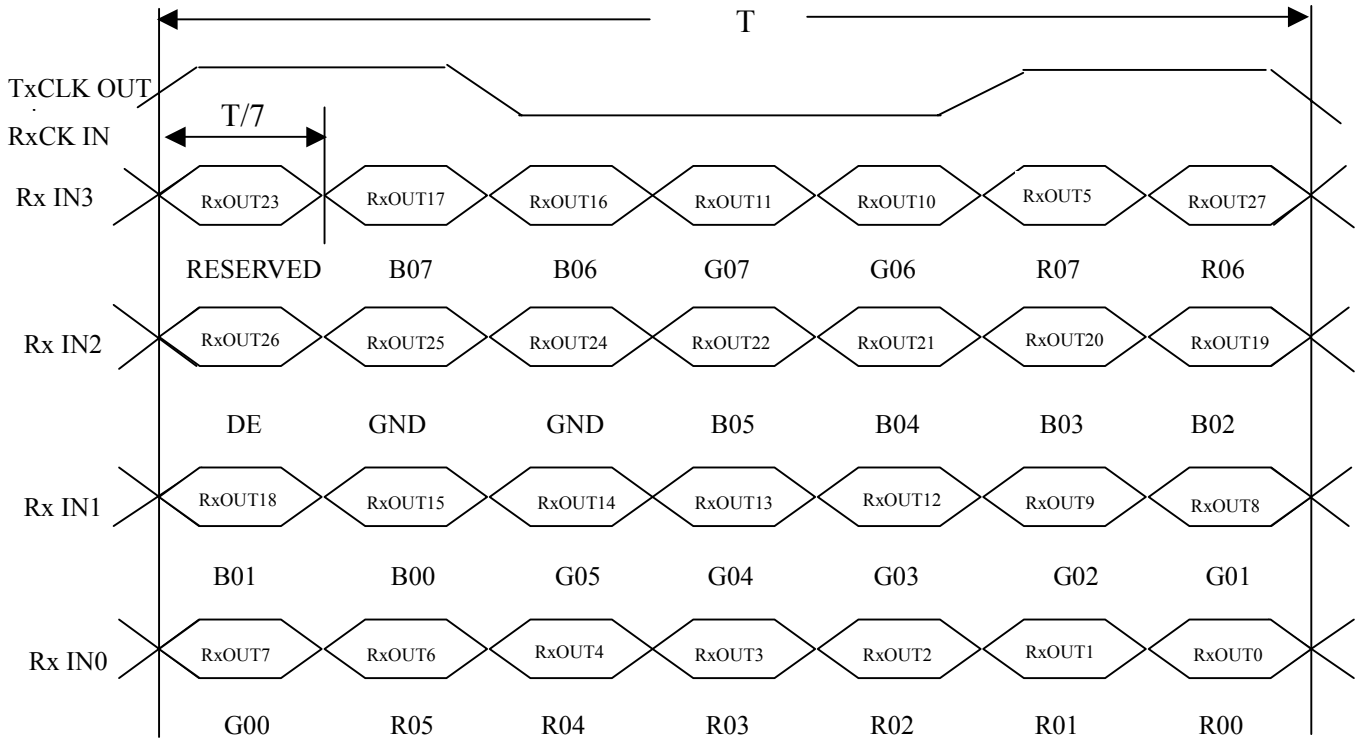 T
TxCLK OUT
RxCK IN
T/7
Rx IN3 RxOUT23 RxOUT17 RxOUT16 RxOUT11 RxOUT10 RxOUT5 RxOUT27
RESERVED B07 B06 G07 G06 R07 R06
Rx IN2 RxOUT26 RxOUT25 RxOUT24 RxOUT22 RxOUT21 RxOUT20 RxOUT19
DE GND GND B05 B04 B03 B02
Rx IN1 RxOUT18 RxOUT15 RxOUT14 RxOUT13 RxOUT12 RxOUT9 RxOUT8
B01 B00 G05 G04 G03 G02 G01
Rx IN0 RxOUT7 RxOUT6 RxOUT4 RxOUT3 RxOUT2 RxOUT1 RxOUT0
G00 R05 R04 R03 R02 R01 R00